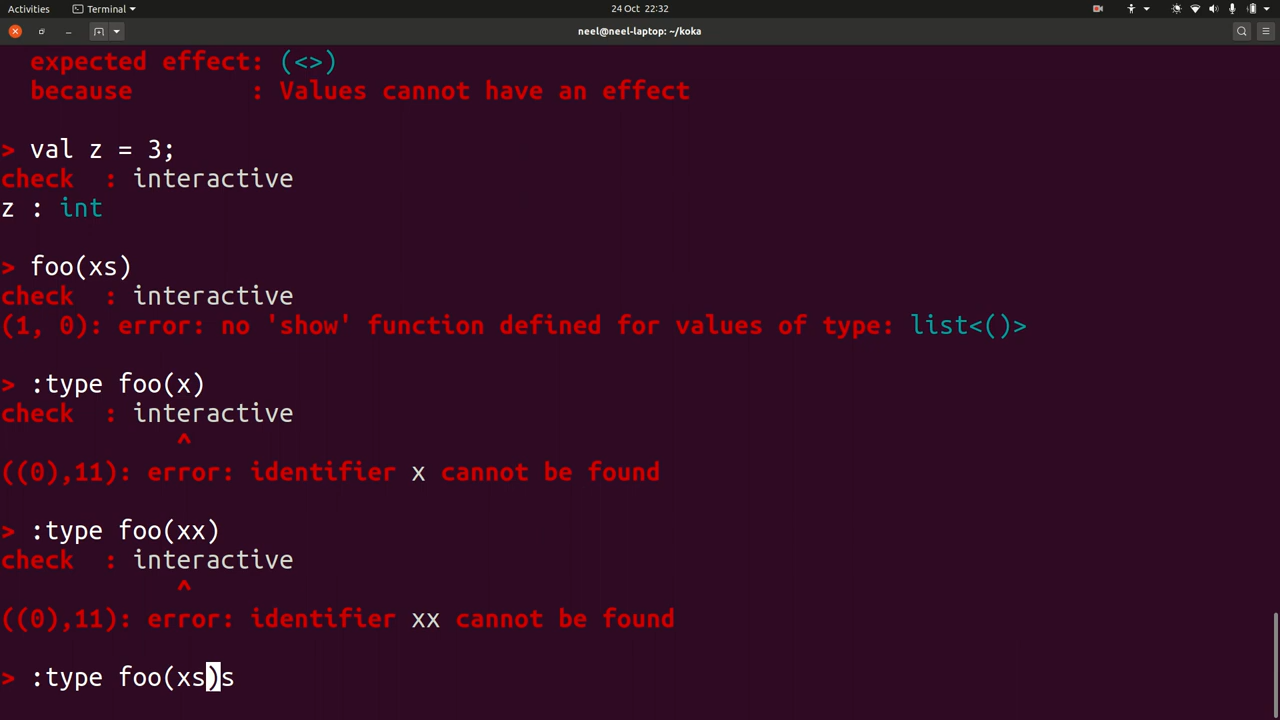 Activities Terminal 24 Oct 22:32
neel@neel-laptop: ~/koka
expected effect: (<>)
because : Values cannot have an effect
> val z = 3;
check : interactive
z : int
> foo(xs)
check : interactive
(1, 0): error: no 'show' function defined for values of type: list<()>
> :type foo(x)
check : interactive
^
((0),11): error: identifier x cannot be found
> :type foo(xx)
check : interactive
^
((0),11): error: identifier xx cannot be found
> :type foo(xs)s